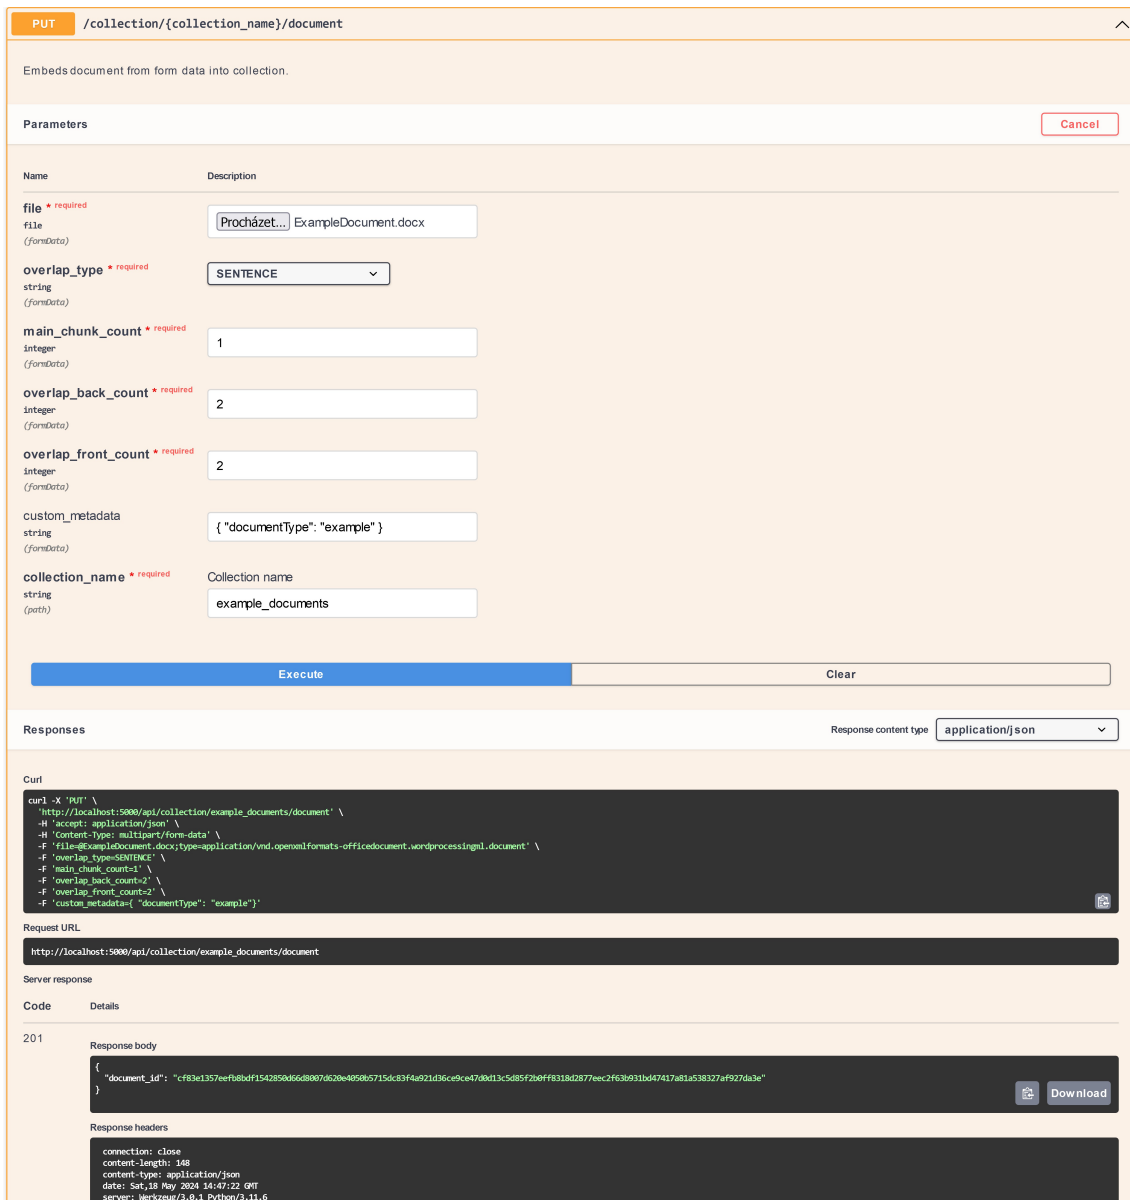 PUT /collection/{collection_name}/document
Embeds document from form data into collection.
Parameters
Cancel
Name Description
file * required
file
(formData)
Procházet... ExampleDocument.docx
overlap_type * required
string
(formData)
SENTENCE
main_chunk_count * required
integer
(formData)
1
overlap_back_count * required
integer
(formData)
2
overlap_front_count * required
integer
(formData)
2
custom_metadata
string
(formData)
{ "documentType": "example" }
collection_name * required
string
(path)
Collection name
example_documents
Execute
Clear
Responses
Response content type application/json
Curl
curl -X 'PUT' \
'http://localhost:5000/api/collection/example_documents/document' \
-H 'accept: application/json' \
-H 'Content-Type: multipart/form-data' \
-F 'file=@ExampleDocument.docx;type=application/vnd.openxmlformats-officedocument.wordprocessingml.document' \
-F 'overlap_type=SENTENCE' \
-F 'main_chunk_count=1' \
-F 'overlap_back_count=2' \
-F 'overlap_front_count=2' \
-F 'custom_metadata={ "documentType": "example"}'
Request URL
http://localhost:5000/api/collection/example_documents/document
Server response
Code Details
201
Response body
{
"document_id": "cf83e1357eefb8bdf1542850d66d8007d620e4050b5715dc83f4a921d36ce9ce47d0d13c5d85f2b0ff8318d2877eec2f63b931bd47417a81a538327af927da3e"
}
Download
Response headers
connection: close
content-length: 148
content-type: application/json
date: Sat,18 May 2024 14:47:22 GMT
server: Werkzeug/3.0.1 Python/3.11.6